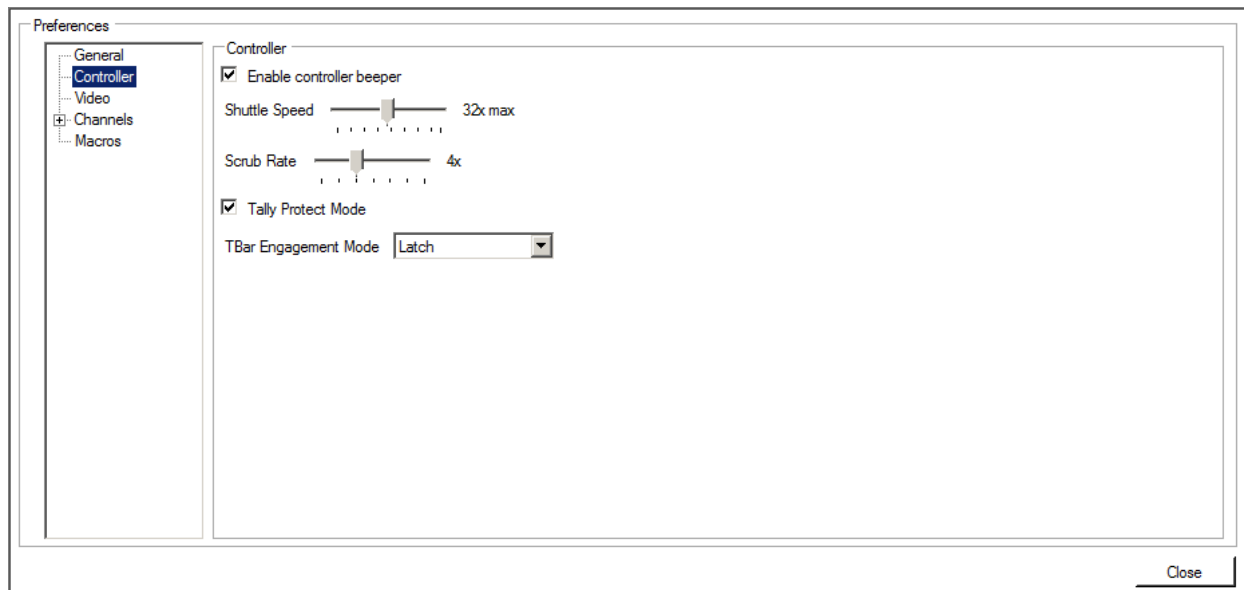 Preferences
General
Controller
Video
Channels
Macros
Controller
Enable controller beeper
Shuttle Speed 32x max
Scrub Rate 4x
Tally Protect Mode
TBar Engagement Mode Latch
Close